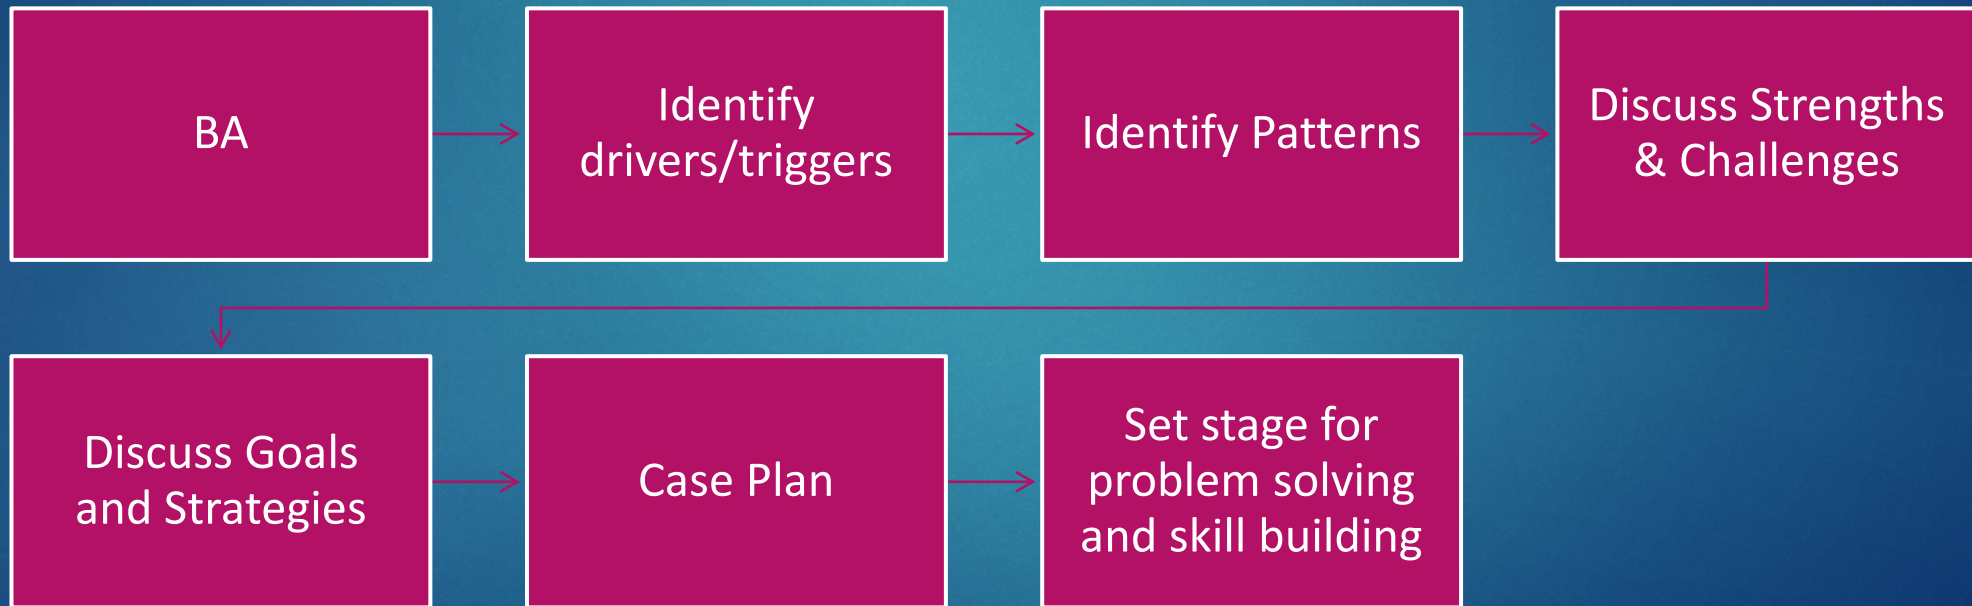 BA
Identify
drivers/triggers
Identify Patterns
Discuss Strengths
& Challenges
Discuss Goals
and Strategies
Case Plan
Set stage for
problem solving
and skill building